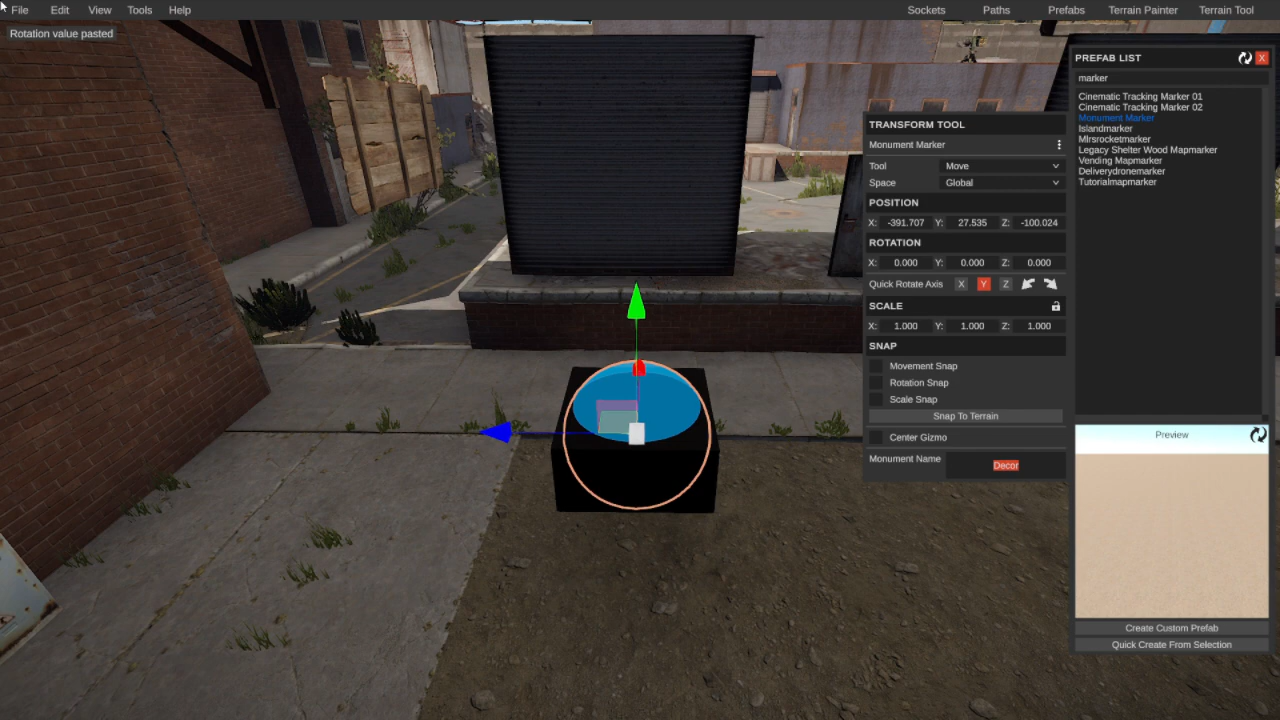 File Edit View Tools Help Sockets Paths Prefabs Terrain Painter Terrain Tool
Rotation value pasted
PREFAB LIST X
marker
Cinematic Tracking Marker 01
Cinematic Tracking Marker 02
Monument Marker
Islandmarker
Mlrsrocketmarker
Legacy Shelter Wood Mapmarker
Vending Mapmarker
Deliverydronemarker
Tutorialmapmarker
TRANSFORM TOOL
Monument Marker
Tool Move
Space Global
POSITION
X: -391.707 Y: 27.535 Z: -100.024
ROTATION
X: 0.000 Y: 0.000 Z: 0.000
Quick Rotate Axis X Y Z
SCALE
X: 1.000 Y: 1.000 Z: 1.000
SNAP
Movement Snap
Rotation Snap
Scale Snap
Snap To Terrain
Center Gizmo
Monument Name Decor
Preview
Create Custom Prefab
Quick Create From Selection